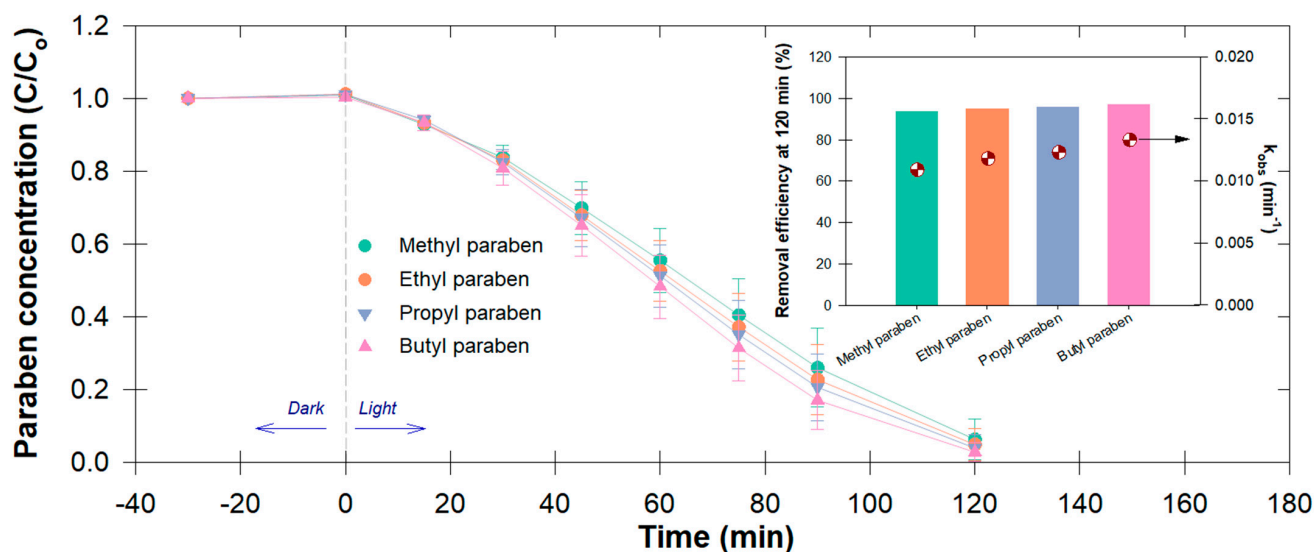 Paraben concentration (C/Co)
1.2
1.0
0.8
0.6
0.4
0.2
0.0
-40 -20 0 20 40 60 80 100 120 140 160 180
Time (min)
Methyl paraben
Ethyl paraben
Propyl paraben
Butyl paraben
Dark Light
Removal efficiency at 120 min (%)
120
100
80
60
40
20
0
0.020
0.015
0.010
0.005
0.000
kobs (min-1)
Methyl paraben
Ethyl paraben
Propyl paraben
Butyl paraben